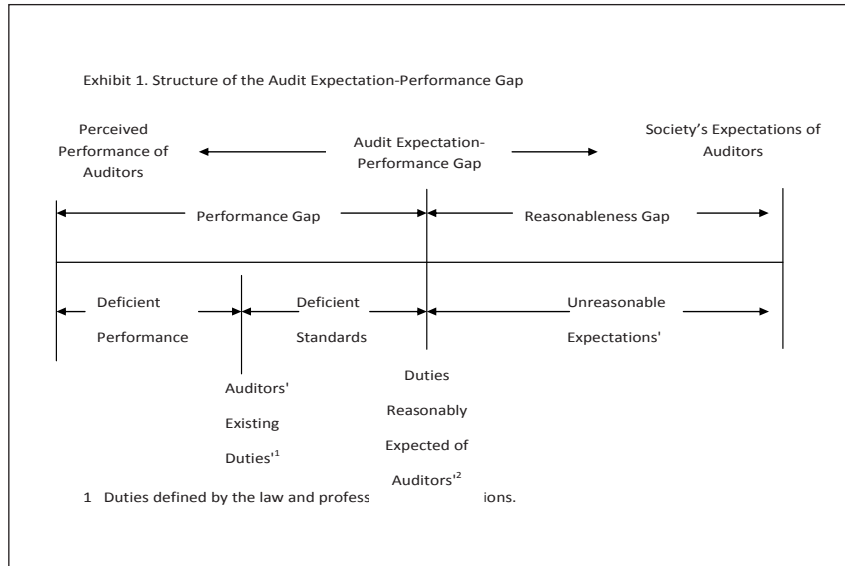 Exhibit 1. Structure of the Audit Expectation-Performance Gap
Perceived
Performance of
Auditors
Audit Expectation-
Performance Gap
Society’s Expectations of
Auditors
Performance Gap
Reasonableness Gap
Deficient
Performance
Deficient
Standards
Unreasonable
Expectations'
Auditors'
Existing
Duties'1
Duties
Reasonably
Expected of
Auditors'2
1 Duties defined by the law and profess ions.